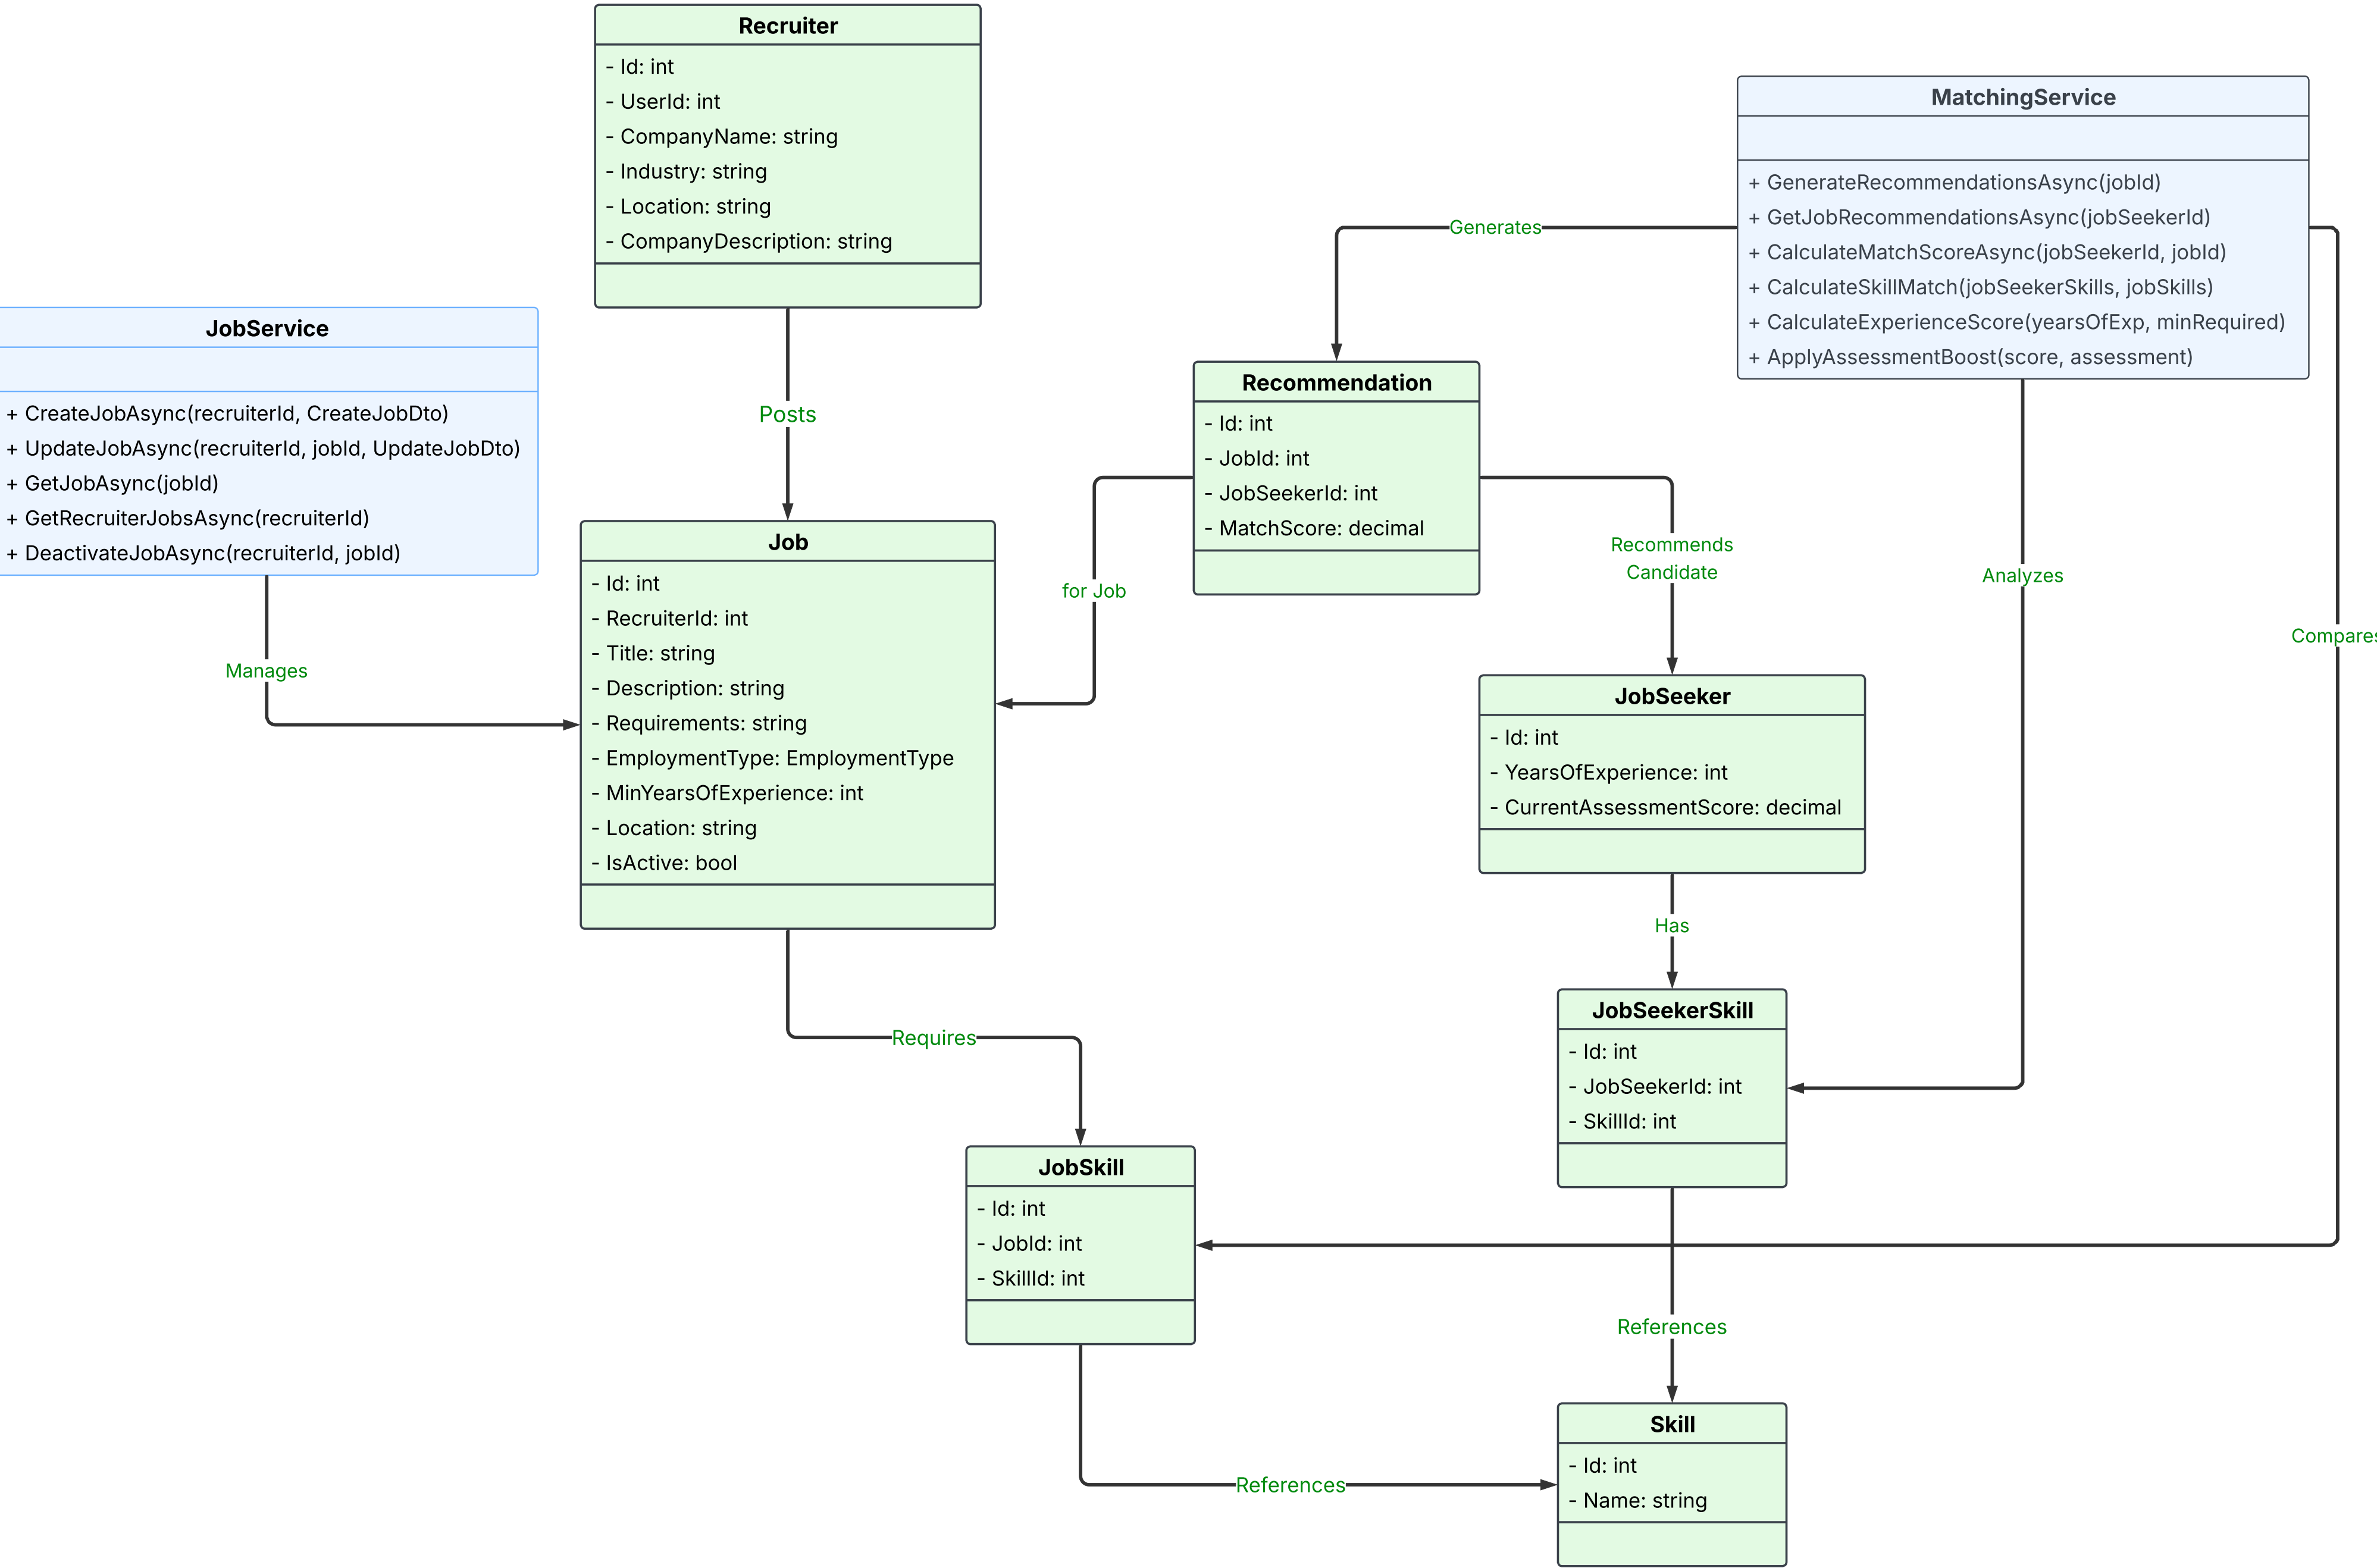 Recruiter
- Id: int
- UserId: int
- CompanyName: string
- Industry: string
- Location: string
- CompanyDescription: string
MatchingService
+ GenerateRecommendationsAsync(jobId)
+ GetJobRecommendationsAsync(jobSeekerId)
+ CalculateMatchScoreAsync(jobSeekerId, jobId)
+ CalculateSkillMatch(jobSeekerSkills, jobSkills)
+ CalculateExperienceScore(yearsOfExp, minRequired)
+ ApplyAssessmentBoost(score, assessment)
Generates
JobService
+ CreateJobAsync(recruiterId, CreateJobDto)
+ UpdateJobAsync(recruiterId, jobId, UpdateJobDto)
+ GetJobAsync(jobId)
+ GetRecruiterJobsAsync(recruiterId)
+ DeactivateJobAsync(recruiterId, jobId)
Posts
Recommendation
- Id: int
- JobId: int
- JobSeekerId: int
- MatchScore: decimal
Manages
Job
- Id: int
- RecruiterId: int
- Title: string
- Description: string
- Requirements: string
- EmploymentType: EmploymentType
- MinYearsOfExperience: int
- Location: string
- IsActive: bool
for Job
Recommends
Candidate
Analyzes
Compares
JobSeeker
- Id: int
- YearsOfExperience: int
- CurrentAssessmentScore: decimal
Has
JobSeekerSkill
- Id: int
- JobSeekerId: int
- SkillId: int
Requires
JobSkill
- Id: int
- JobId: int
- SkillId: int
References
References
Skill
- Id: int
- Name: string